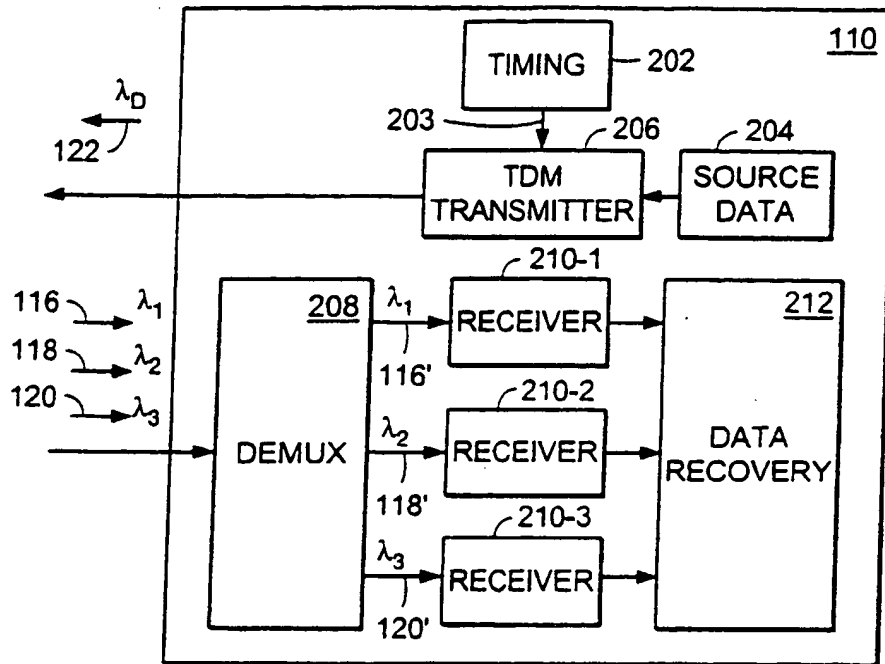 110
TIMING
202
λD
203
206
204
122
TDM
TRANSMITTER
SOURCE
DATA
210-1
116
λ1
208
λ1
RECEIVER
212
118
λ2
116'
120
λ3
210-2
DEMUX
λ2
RECEIVER
DATA
RECOVERY
118'
210-3
λ3
RECEIVER
120'